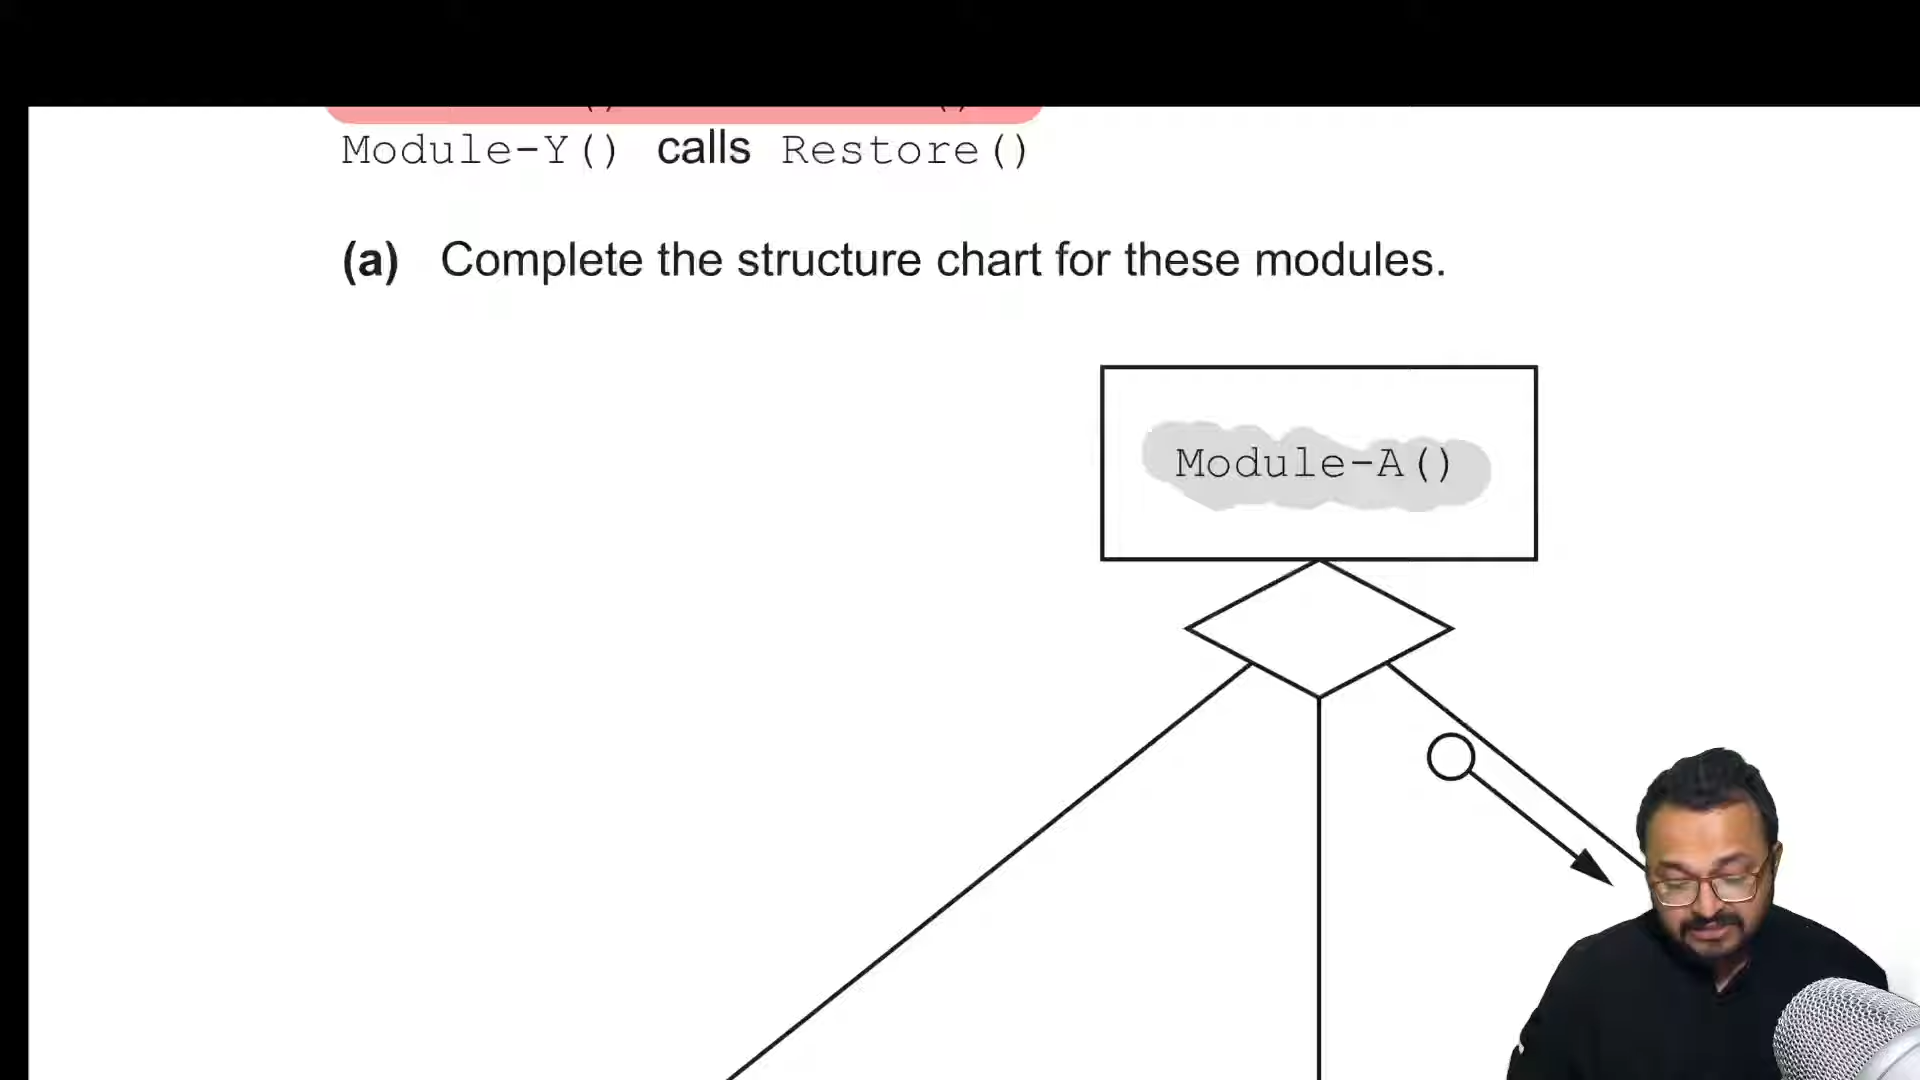 Module-Y() calls Restore()
(a) Complete the structure chart for these modules.
Module-A()